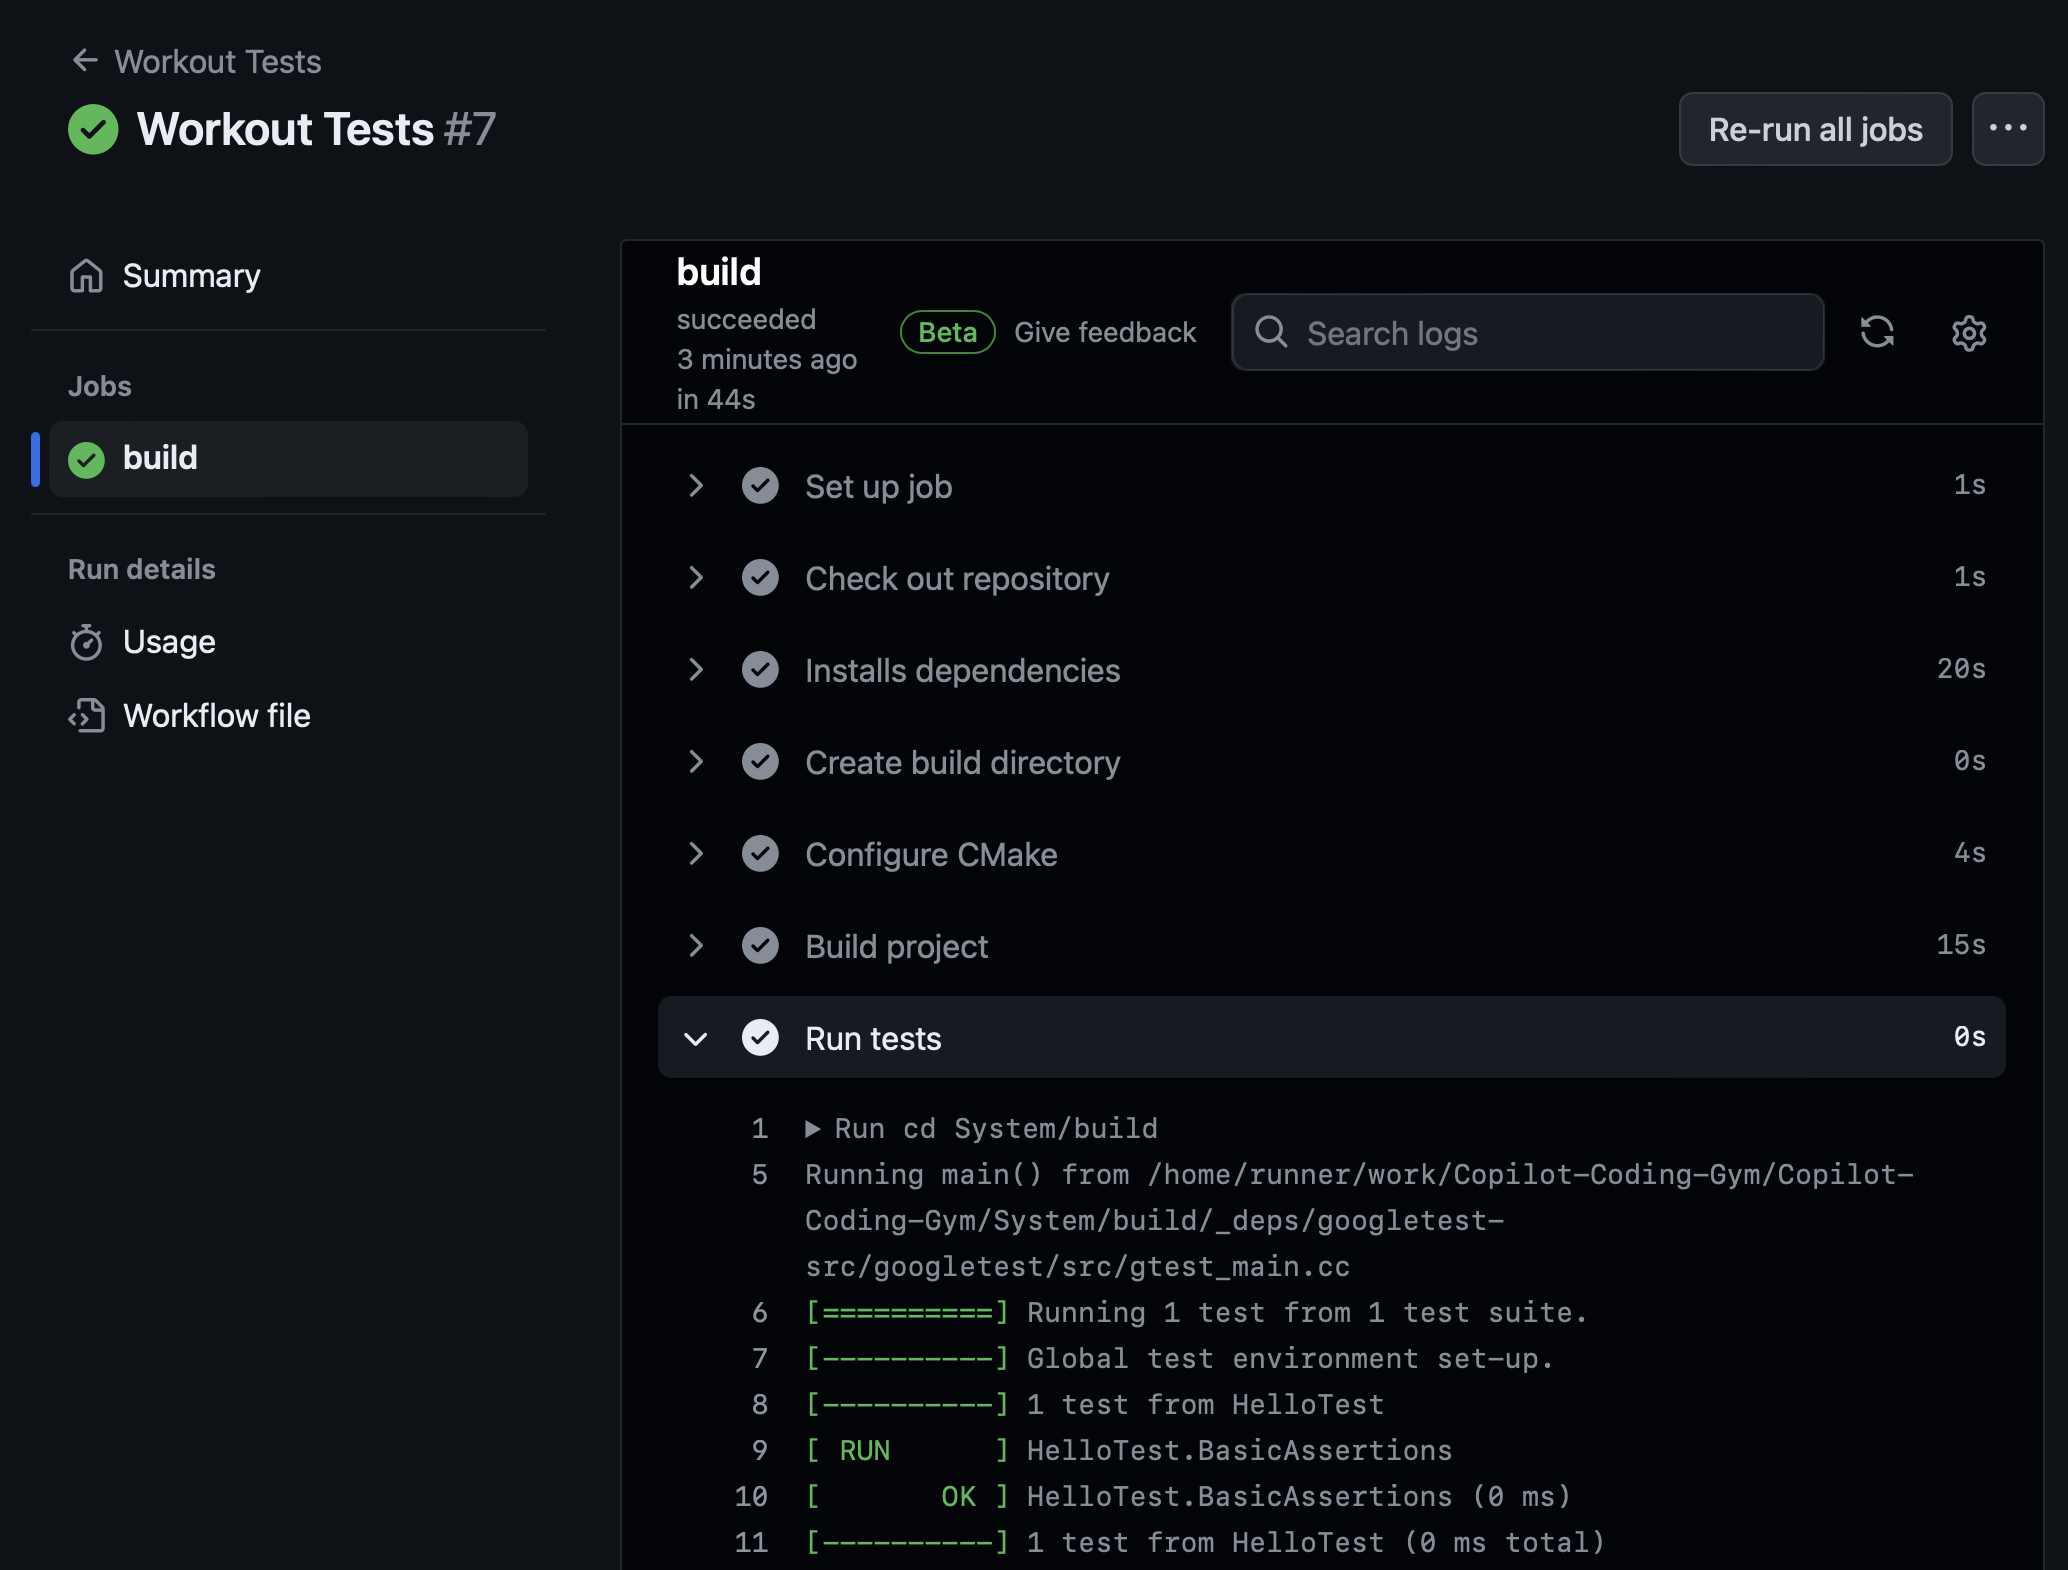 Workout Tests
Workout Tests #7
Re-run all jobs
Summary
Jobs
build
Run details
Usage
Workflow file
build
succeeded
3 minutes ago
in 44s
Beta
Give feedback
Search logs
Set up job 1s
Check out repository 1s
Installs dependencies 20s
Create build directory 0s
Configure CMake 4s
Build project 15s
Run tests 0s
1 Run cd System/build
5 Running main() from /home/runner/work/Copilot-Coding-Gym/Copilot-
Coding-Gym/System/build/_deps/googletest-
src/googletest/src/gtest_main.cc
6 [==========] Running 1 test from 1 test suite.
7 [----------] Global test environment set-up.
8 [----------] 1 test from HelloTest
9 [ RUN      ] HelloTest.BasicAssertions
10 [       OK ] HelloTest.BasicAssertions (0 ms)
11 [----------] 1 test from HelloTest (0 ms total)